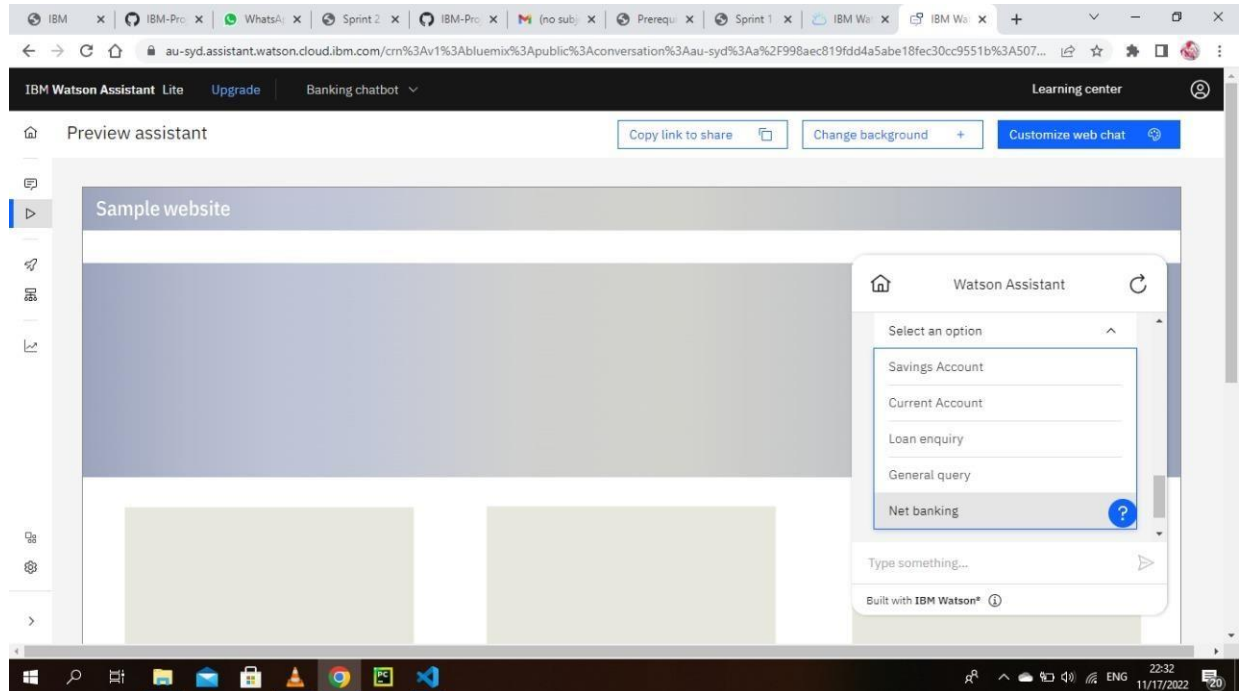 IBM
IBM-Pro
WhatsA
Sprint 2
IBM-Pro
(no subj
Prerequi
Sprint 1
IBM Wa
IBM Wa
au-syd.assistant.watson.cloud.ibm.com/crn%3Av1%3Abluemix%3Apublic%3Aconversation%3Aau-syd%3Aa%2F998aec819fdd4a5abe18fec30cc9551b%3A507...
IBM Watson Assistant Lite Upgrade Banking chatbot Learning center
Preview assistant Copy link to share Change background + Customize web chat
Sample website
Watson Assistant
Select an option
Savings Account
Current Account
Loan enquiry
General query
Net banking ?
Type something...
Built with IBM Watson®
PC
ENG
22:32
11/17/2022
20